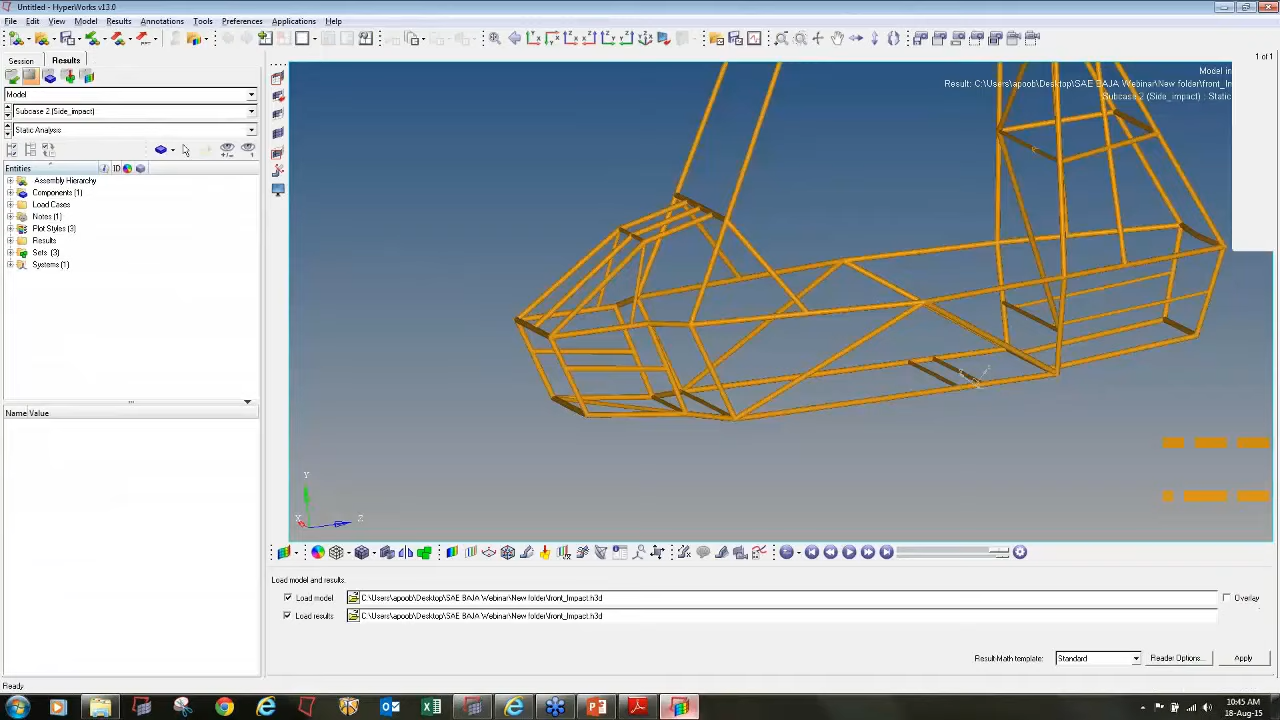 Untitled - HyperWorks v13.0
File Edit View Model Results Annotations Tools Preferences Applications Help
1 of 1
Session Results
Model
Subcase 2 (Side_impact)
Static Analysis
Entities ID
Assembly Hierarchy
Components (1)
Load Cases
Notes (1)
Plot Styles (3)
Results
Sets (3)
Systems (1)
Name Value
Model in
Result: C:\Users\apoob\Desktop\SAE BAJA Webinar\New folder\front_Im
Subcase 2 (Side_impact) : Static
Y
X
Z
Load model and results:
Load model C:\Users\apoob\Desktop\SAE BAJA Webinar\New folder\front_Impact.h3d Overlay
Load results C:\Users\apoob\Desktop\SAE BAJA Webinar\New folder\front_Impact.h3d
Result-Math template: Standard Reader Options... Apply
Ready
10:45 AM
18-Aug-15